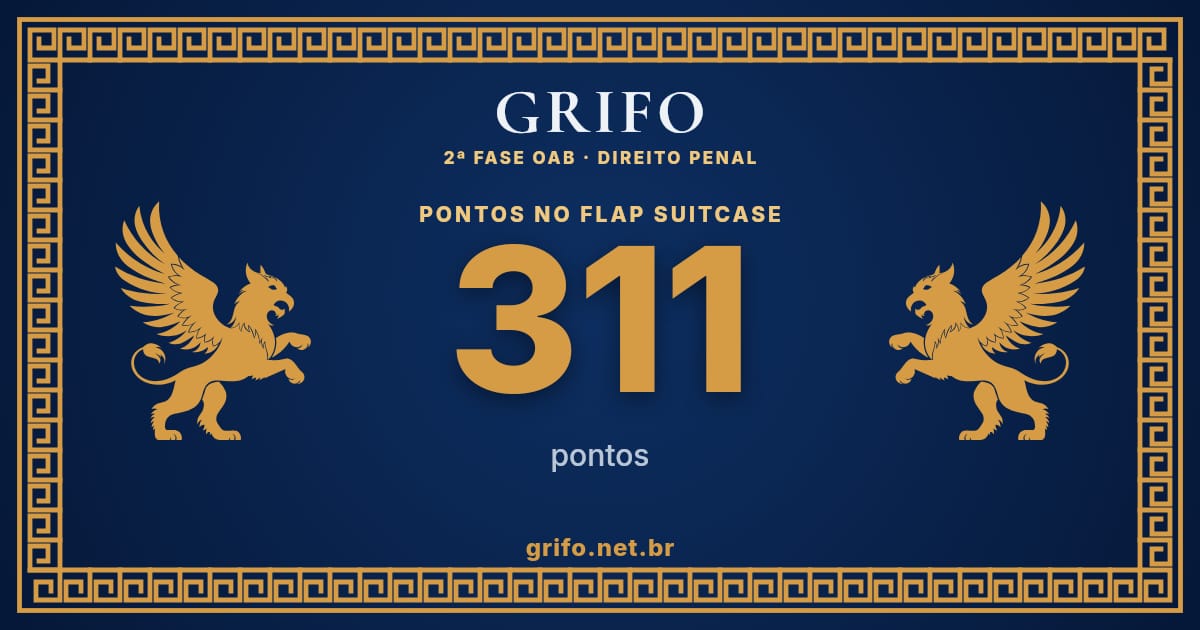 GRIFO
2ª FASE OAB · DIREITO PENAL
PONTOS NO FLAP SUITCASE
311
pontos
grifo.net.br